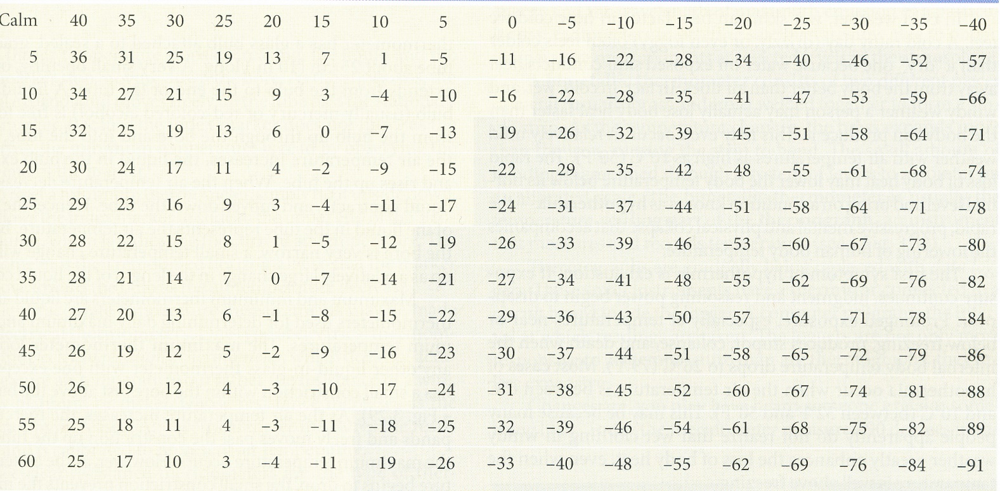 Calm 40 35 30 25 20 15 10 5 0 –5 –10 –15 –20 –25 –30 –35 –40
5 36 31 25 19 13 7 1 –5 –11 –16 –22 –28 –34 –40 –46 –52 –57
10 34 27 21 15 9 3 –4 –10 –16 –22 –28 –35 –41 –47 –53 –59 –66
15 32 25 19 13 6 0 –7 –13 –19 –26 –32 –39 –45 –51 –58 –64 –71
20 30 24 17 11 4 –2 –9 –15 –22 –29 –35 –42 –48 –55 –61 –68 –74
25 29 23 16 9 3 –4 –11 –17 –24 –31 –37 –44 –51 –58 –64 –71 –78
30 28 22 15 8 1 –5 –12 –19 –26 –33 –39 –46 –53 –60 –67 –73 –80
35 28 21 14 7 0 –7 –14 –21 –27 –34 –41 –48 –55 –62 –69 –76 –82
40 27 20 13 6 –1 –8 –15 –22 –29 –36 –43 –50 –57 –64 –71 –78 –84
45 26 19 12 5 –2 –9 –16 –23 –30 –37 –44 –51 –58 –65 –72 –79 –86
50 26 19 12 4 –3 –10 –17 –24 –31 –38 –45 –52 –60 –67 –74 –81 –88
55 25 18 11 4 –3 –11 –18 –25 –32 –39 –46 –54 –61 –68 –75 –82 –89
60 25 17 10 3 –4 –11 –19 –26 –33 –40 –48 –55 –62 –69 –76 –84 –91